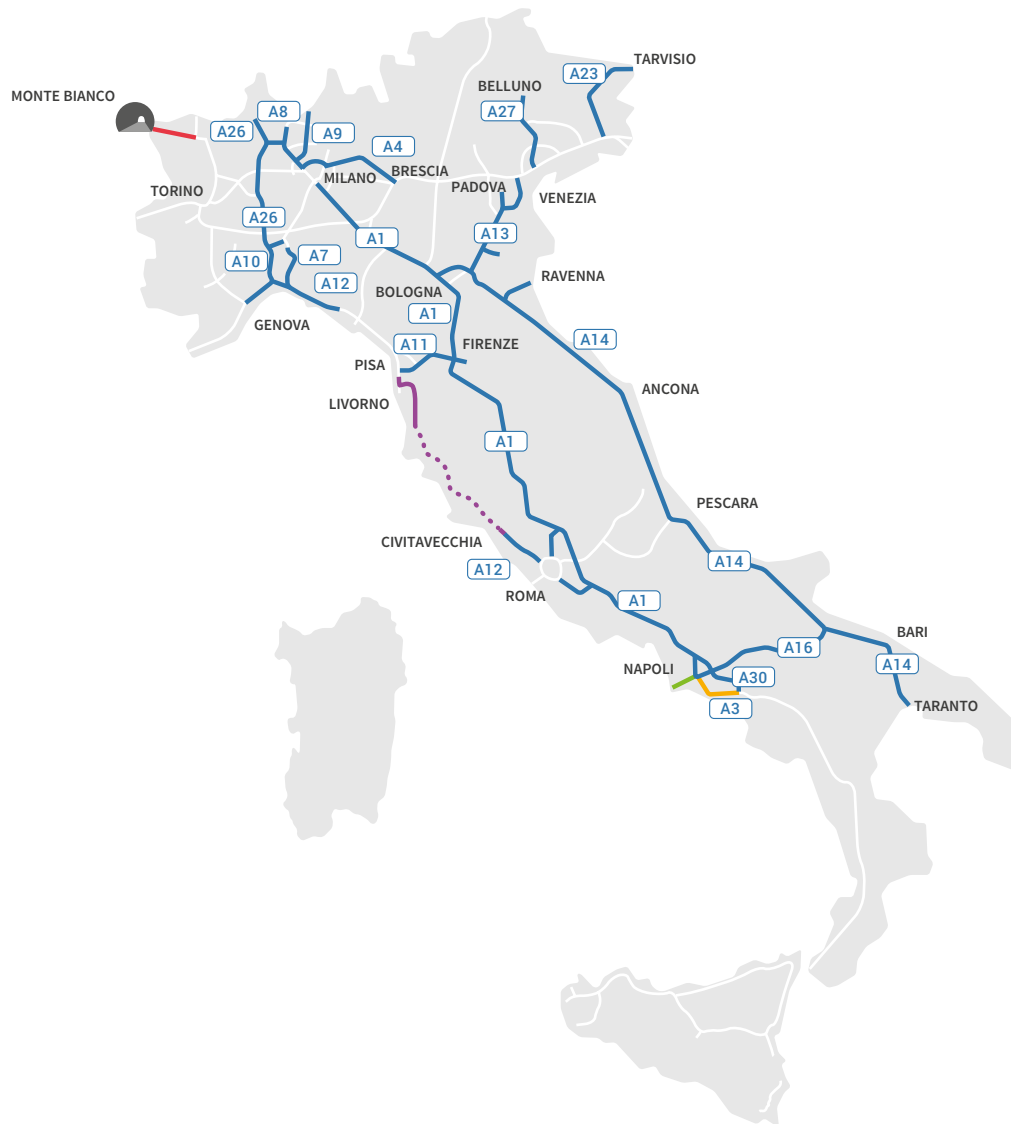 TARVISIO
A23
BELLUNO
MONTE BIANCO
A8
A27
A26
A9
A4
BRESCIA
MILANO
PADOVA
TORINO
VENEZIA
A26
A13
A1
A7
A10
RAVENNA
A12
BOLOGNA
A1
GENOVA
A14
A11
FIRENZE
PISA
ANCONA
LIVORNO
A1
PESCARA
CIVITAVECCHIA
A14
A12
ROMA
A1
BARI
A16
A14
NAPOLI
A30
TARANTO
A3